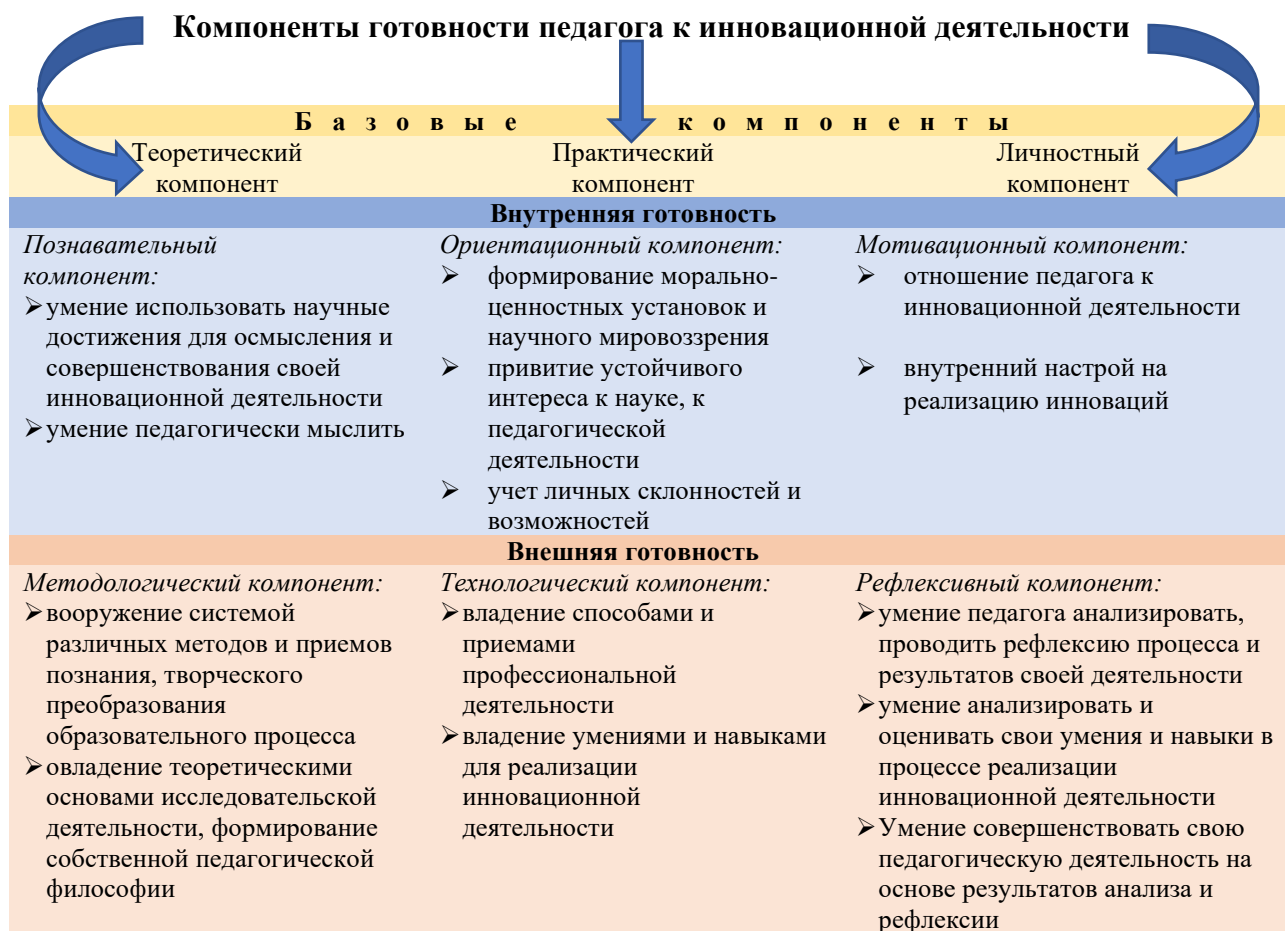 Компоненты готовности педагога к инновационной деятельности
Базовые компоненты
Теоретический
компонент
Практический
компонент
Личностный
компонент
Внутренняя готовность
Познавательный
компонент:
умение использовать научные
достижения для осмысления и
совершенствования своей
инновационной деятельности
умение педагогически мыслить
Ориентационный компонент:
формирование морально-
ценностных установок и
научного мировоззрения
привитие устойчивого
интереса к науке, к
педагогической
деятельности
учет личных склонностей и
возможностей
Мотивационный компонент:
отношение педагога к
инновационной деятельности
внутренний настрой на
реализацию инноваций
Внешняя готовность
Методологический компонент:
вооружение системой
различных методов и приемов
познания, творческого
преобразования
образовательного процесса
овладение теоретическими
основами исследовательской
деятельности, формирование
собственной педагогической
философии
Технологический компонент:
владение способами и
приемами
профессиональной
деятельности
владение умениями и навыками
для реализации
инновационной
деятельности
Рефлексивный компонент:
умение педагога анализировать,
проводить рефлексию процесса и
результатов своей деятельности
умение анализировать и
оценивать свои умения и навыки в
процессе реализации
инновационной деятельности
Умение совершенствовать свою
педагогическую деятельность на
основе результатов анализа и
рефлексии